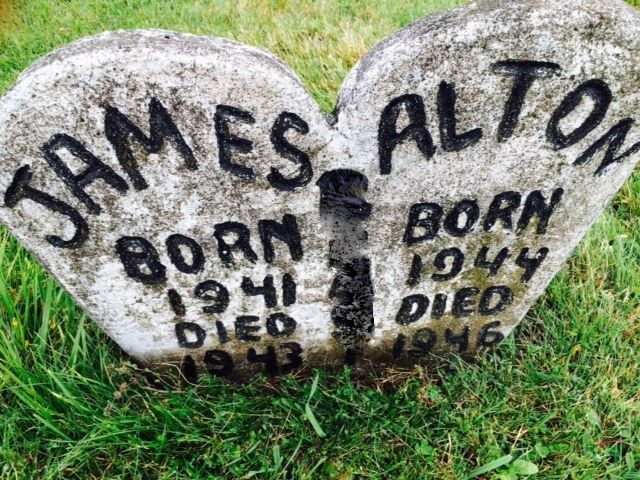 JAMES
BORN
1941
DIED
1943
ALTON
BORN
1944
DIED
1946